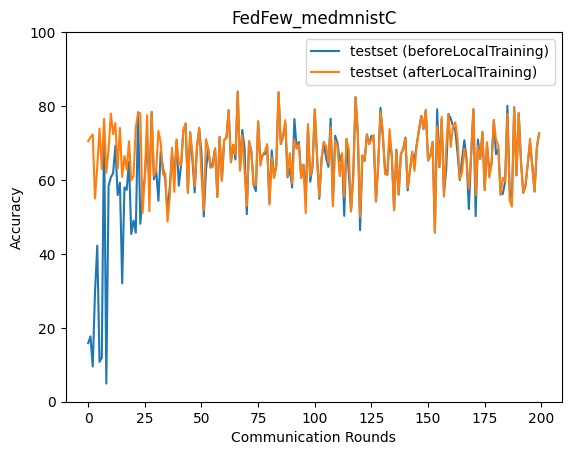 FedFew_medmnistC
testset (beforeLocalTraining)
testset (afterLocalTraining)
Accuracy
100
80
60
40
20
0
0 25 50 75 100 125 150 175 200
Communication Rounds